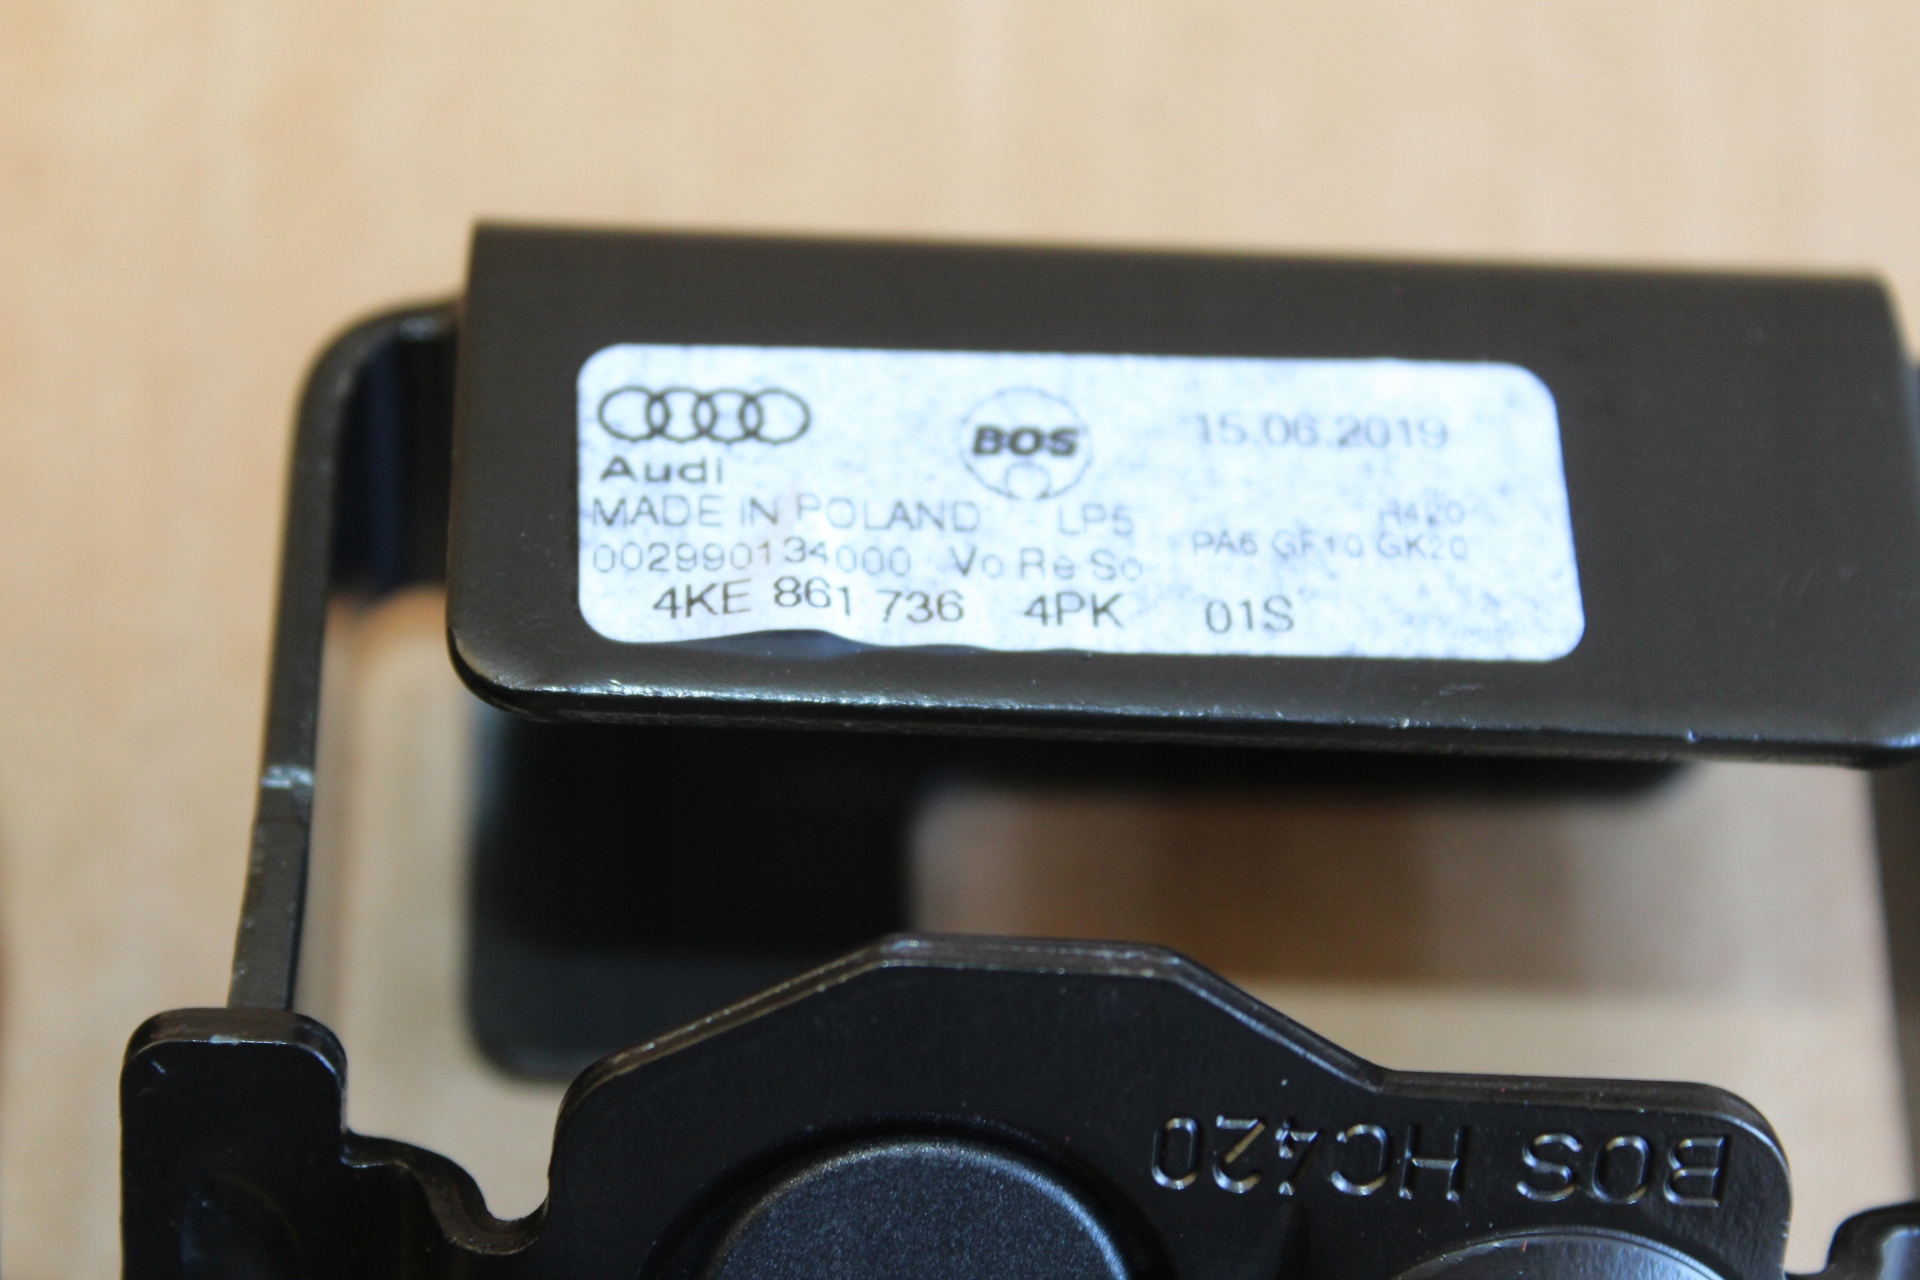 Audi BOS 15.06.2019
MADE IN POLAND LP5 H420
002990134000 Vo Re So PA6 GF10 GK20
4KE 861 736 4PK 01S
BOS HC420